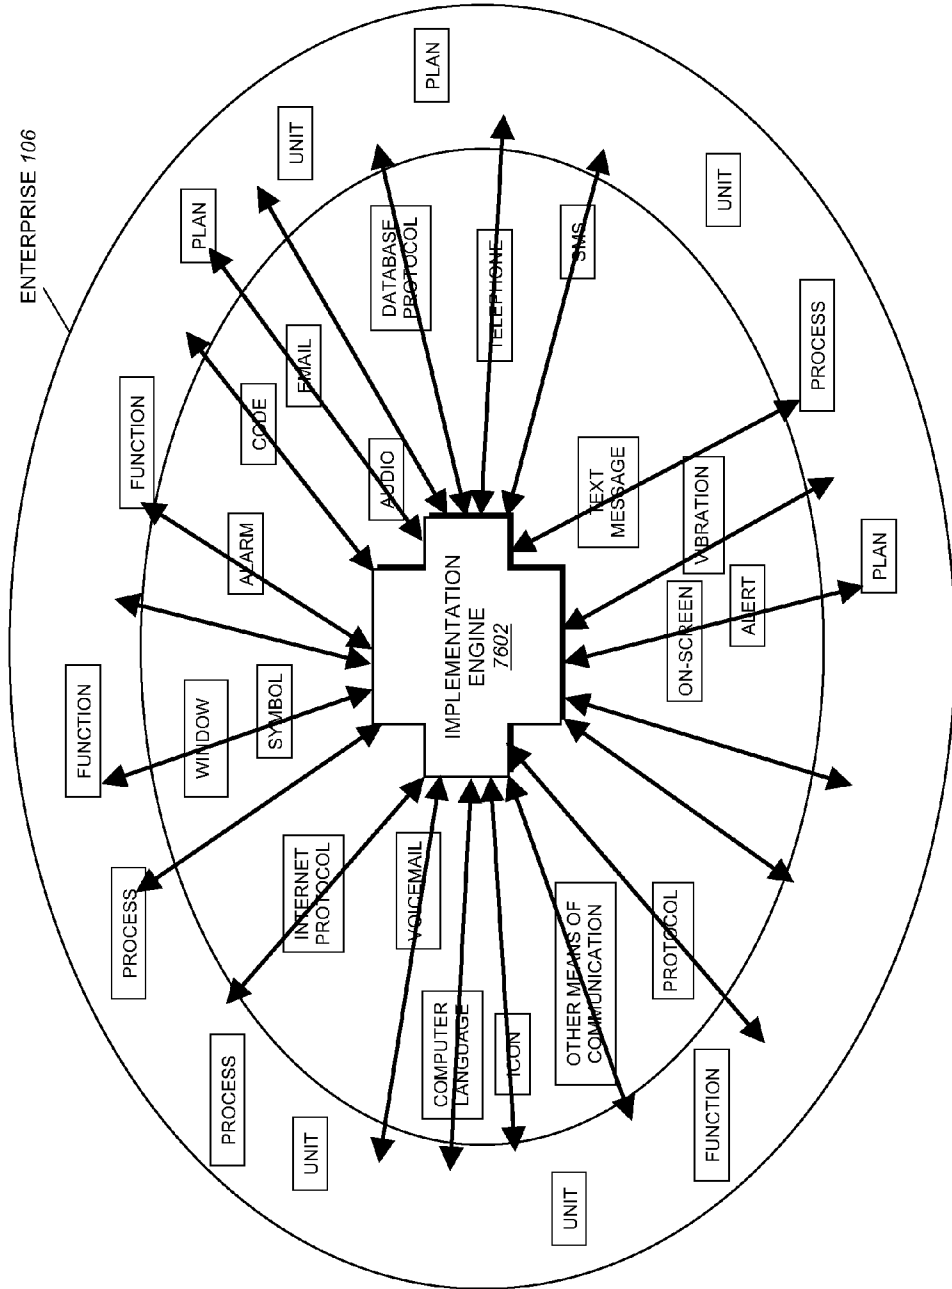 ENTERPRISE 106
FUNCTION
PROCESS
FUNCTION
WINDOW
PLAN
PROCESS
ALARM
CODE
SYMBOL
UNIT
UNIT
EMAIL
INTERNET
PROTOCOL
AUDIO
DATABASE
PROTOCOL
VOICEMAIL
PLAN
COMPUTER
LANGUAGE
IMPLEMENTATION
ENGINE
7602
TELEPHONE
ICON
UNIT
SMS
OTHER MEANS OF
COMMUNICATION
TEXT
MESSAGE
PROTOCOL
ON-SCREEN
VIBRATION
FUNCTION
UNIT
ALERT
PROCESS
PLAN